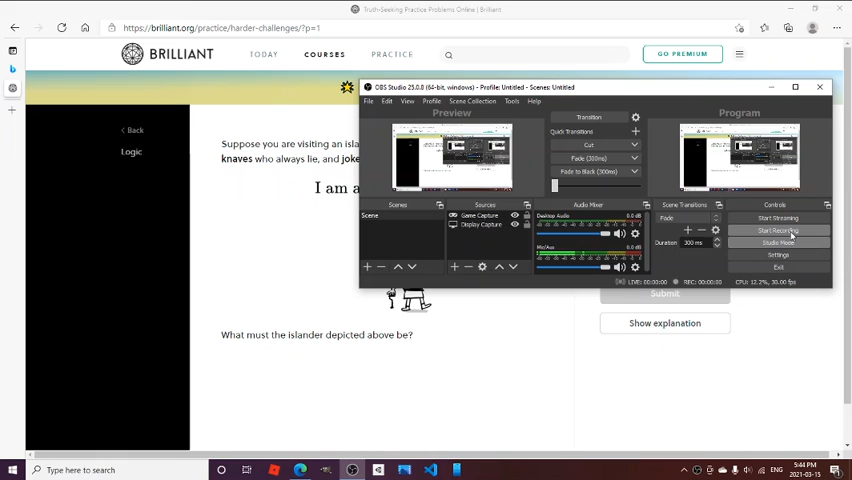 Truth-Seeking Practice Problems Online | Brilliant
https://brilliant.org/practice/harder-challenges/?p=1
BRILLIANT
TODAY
COURSES
PRACTICE
GO PREMIUM
OBS Studio 25.0.8 (64-bit, windows) - Profile: Untitled - Scenes: Untitled
File Edit View Profile Scene Collection Tools Help
Preview
Transition
Program
Quick Transitions
Cut
Fade (300ms)
Fade to Black (300ms)
Scenes
Sources
Audio Mixer
Scene Transitions
Controls
Scene
Game Capture
Display Capture
Desktop Audio 0.0 dB
Mic/Aux 0.0 dB
Fade
Duration 300 ms
Start Streaming
Start Recording
Studio Mode
Settings
Exit
LIVE: 00:00:00
REC: 00:00:00
CPU: 12.2%, 30.00 fps
Back
Logic
Suppose you are visiting an isla
knaves who always lie, and joke
I am a
What must the islander depicted above be?
Submit
Show explanation
Type here to search
ENG
5:44 PM
2021-03-15